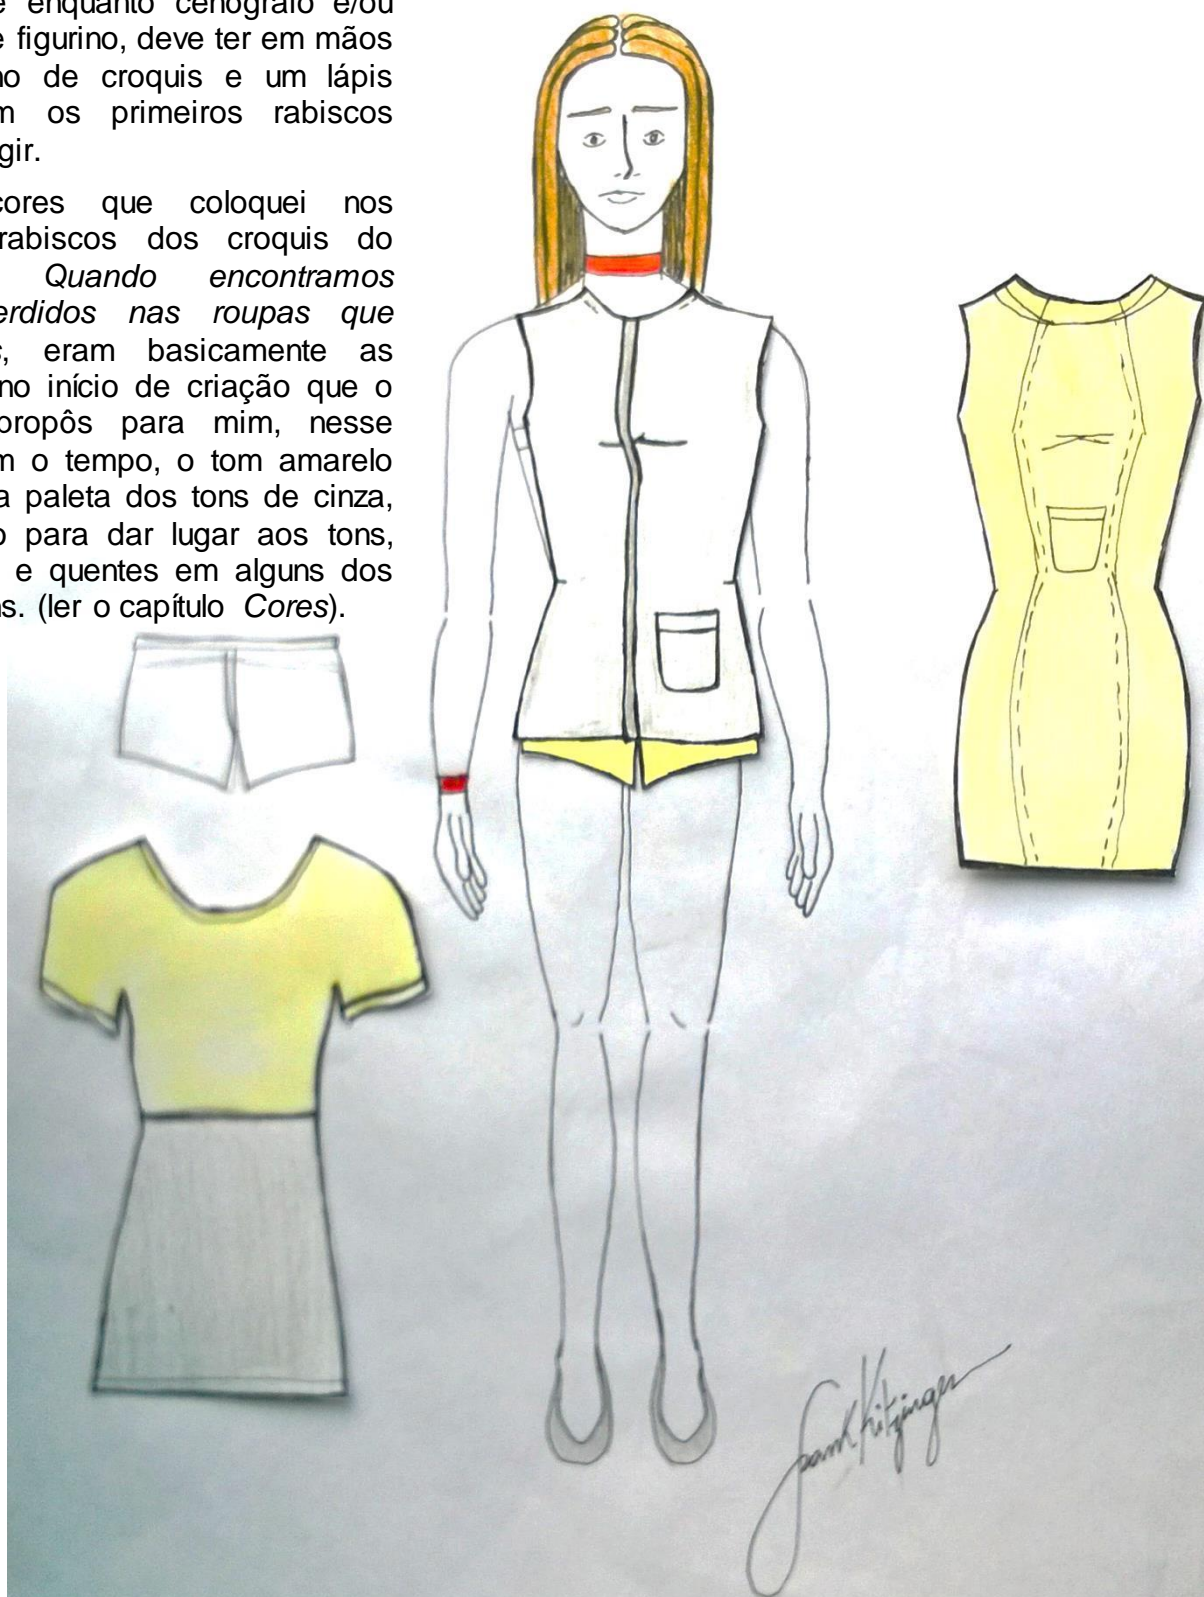 enquanto cenógrafo e/ou
figurino, deve ter em mãos
de croquis e um lápis
os primeiros rabiscos
gir.
cores que coloquei nos
rabiscos dos croquis do
Quando encontramos
erdidos nas roupas que
, eram basicamente as
no início de criação que o
propôs para mim, nesse
m o tempo, o tom amarelo
a paleta dos tons de cinza,
o para dar lugar aos tons,
e quentes em alguns dos
s. (ler o capítulo Cores).